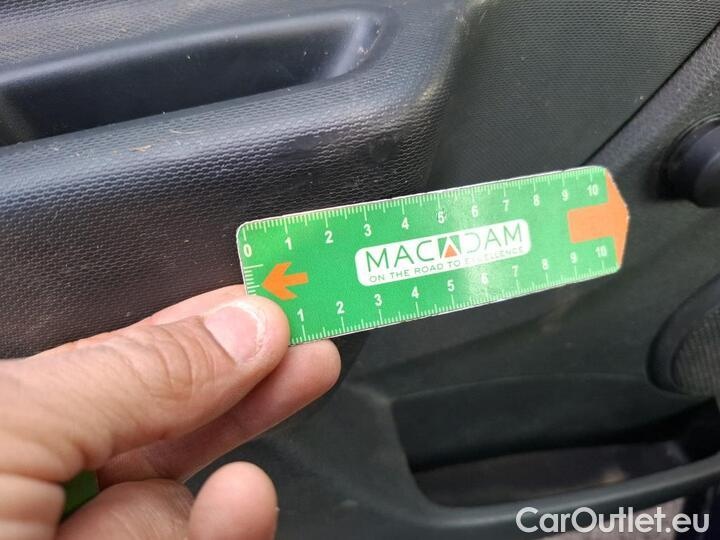 0 1 2 3 4 5 6 7 8 9 10
MACADAM
ON THE ROAD TO EXCELLENCE
1 2 3 4 5 6 7 8 9 10
CarOutlet.eu